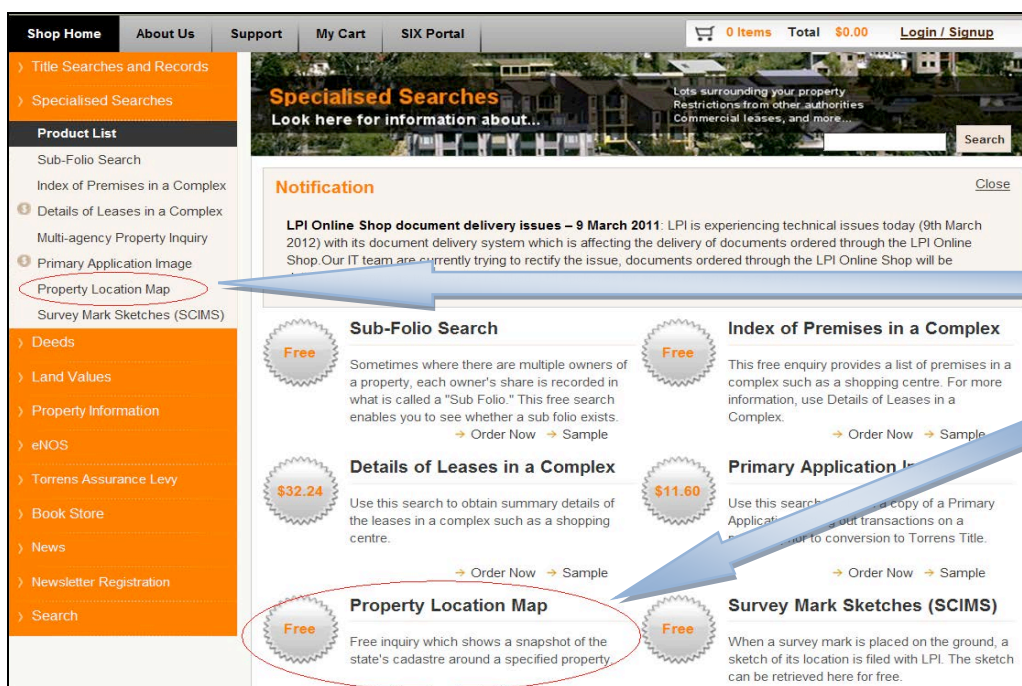 Shop Home About Us Support My Cart SIX Portal 0 Items Total $0.00 Login / Signup
Title Searches and Records
Specialised Searches
Product List
Sub-Folio Search
Index of Premises in a Complex
Details of Leases in a Complex
Multi-agency Property Inquiry
Primary Application Image
Property Location Map
Survey Mark Sketches (SCIMS)
Deeds
Land Values
Property Information
eNOS
Torrens Assurance Levy
Book Store
News
Newsletter Registration
Search
Specialised Searches
Look here for information about...
Lots surrounding your property
Restrictions from other authorities
Commercial leases, and more...
Search
Notification Close
LPI Online Shop document delivery issues – 9 March 2011: LPI is experiencing technical issues today (9th March
2012) with its document delivery system which is affecting the delivery of documents ordered through the LPI Online
Shop.Our IT team are currently trying to rectify the issue, documents ordered through the LPI Online Shop will be
Free
Sub-Folio Search
Sometimes where there are multiple owners of
a property, each owner's share is recorded in
what is called a "Sub Folio." This free search
enables you to see whether a sub folio exists.
→ Order Now → Sample
Free
Index of Premises in a Complex
This free enquiry provides a list of premises in a
complex such as a shopping centre. For more
information, use Details of Leases in a
Complex.
→ Order Now → Sample
$32.24
Details of Leases in a Complex
Use this search to obtain summary details of
the leases in a complex such as a shopping
centre.
→ Order Now → Sample
$11.60
Primary Application
Use this search copy of a Primary
out transactions on a
to conversion to Torrens Title.
→ Order Now → Sample
Free
Property Location Map
Free inquiry which shows a snapshot of the
state's cadastre around a specified property.
Free
Survey Mark Sketches (SCIMS)
When a survey mark is placed on the ground, a
sketch of its location is filed with LPI. The sketch
can be retrieved here for free.